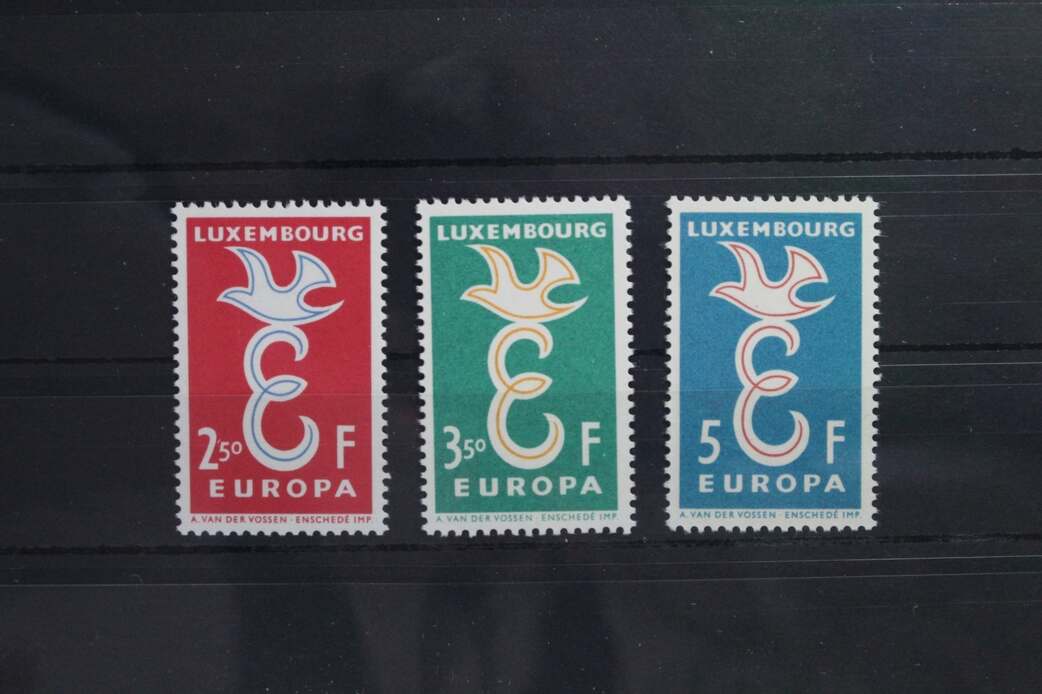 LUXEMBOURG
2,50 F
EUROPA
A. VAN DER VOSSEN · ENSCHEDÉ IMP.
LUXEMBOURG
3,50 F
EUROPA
A. VAN DER VOSSEN · ENSCHEDÉ IMP.
LUXEMBOURG
5 F
EUROPA
A. VAN DER VOSSEN · ENSCHEDÉ IMP.